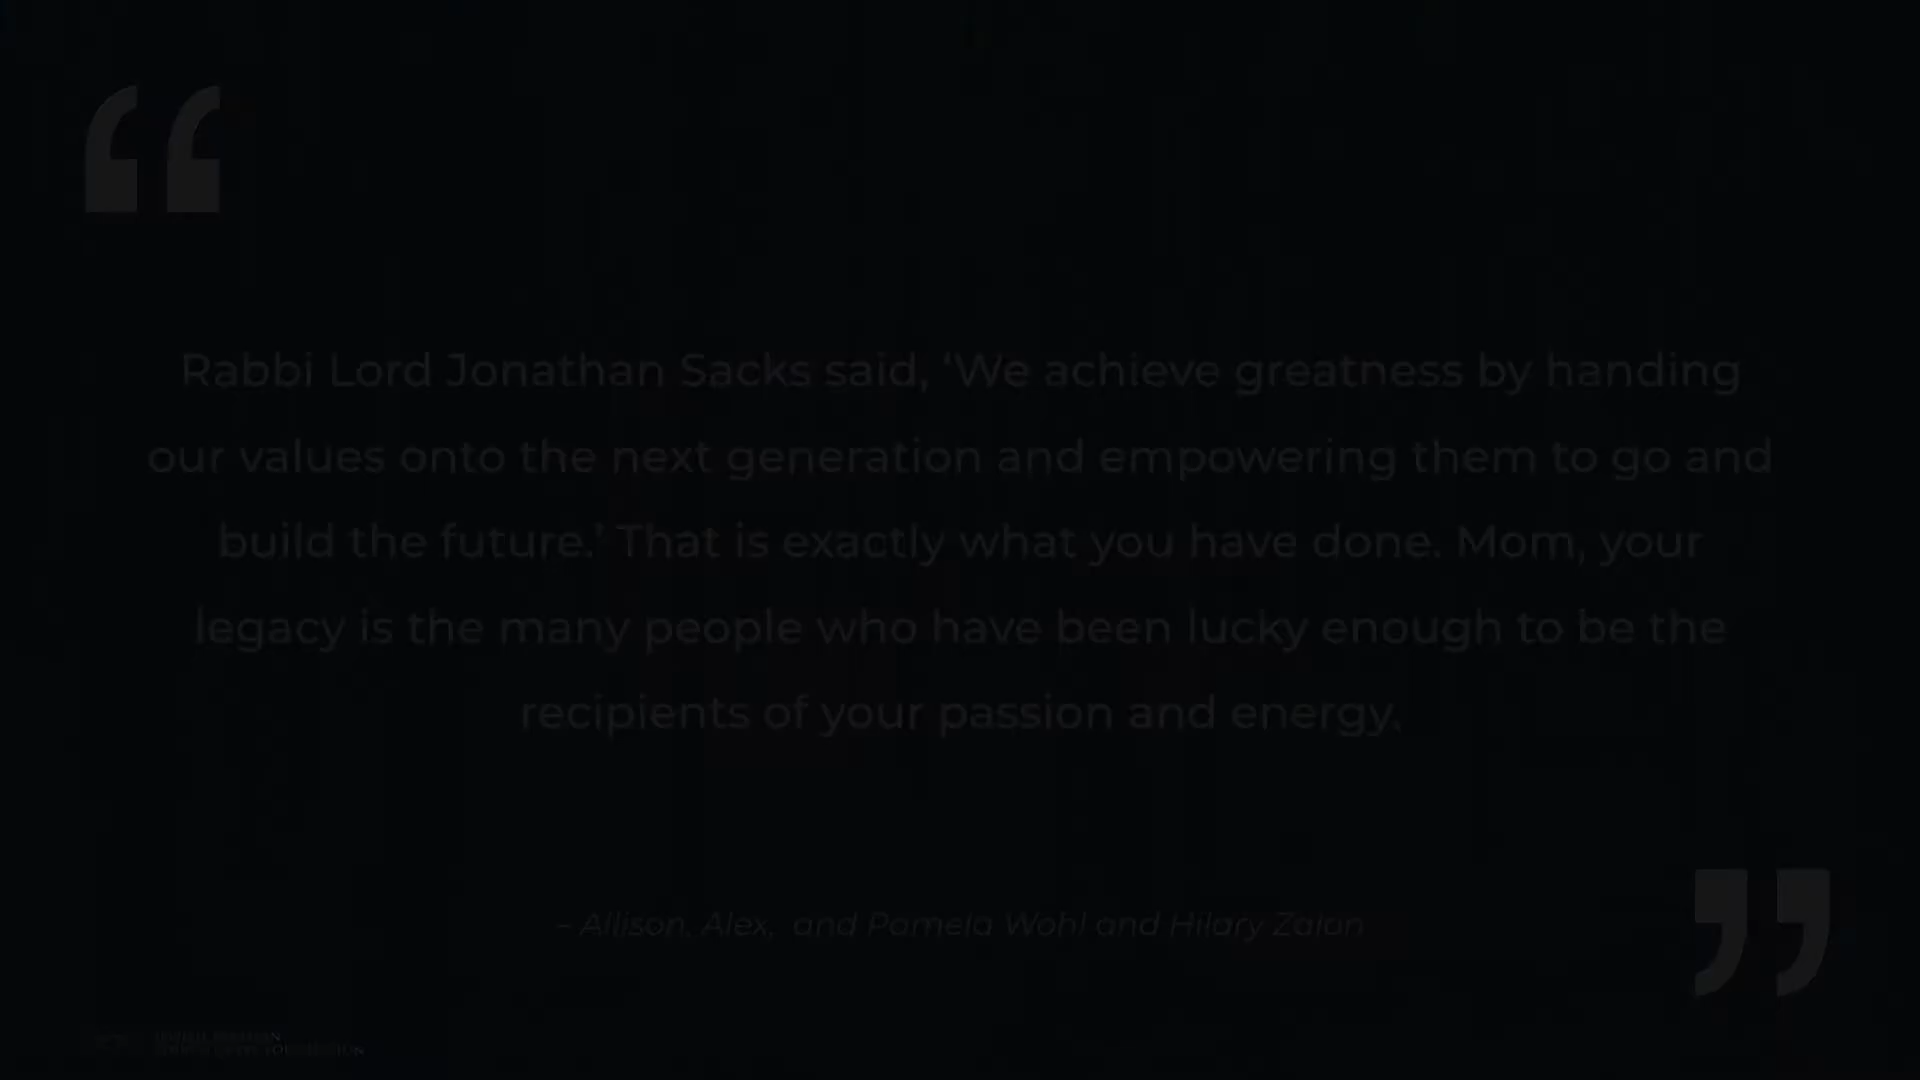 “
Rabbi Lord Jonathan Sacks said, ‘We achieve greatness by handing
our values onto the next generation and empowering them to go and
build the future.’ That is exactly what you have done. Mom, your
legacy is the many people who have been lucky enough to be the
recipients of your passion and energy.
– Allison, Alex, and Pamela Wohl and Hilary Zalon
”